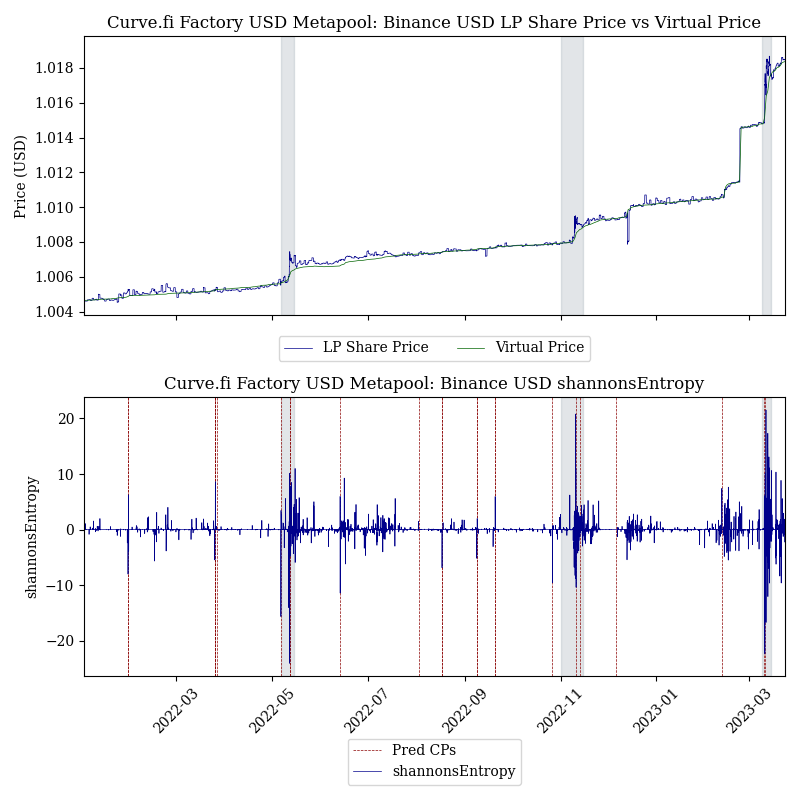 Curve.fi Factory USD Metapool: Binance USD LP Share Price vs Virtual Price
Price (USD)
1.018
1.016
1.014
1.012
1.010
1.008
1.006
1.004
LP Share Price
Virtual Price
Curve.fi Factory USD Metapool: Binance USD shannonsEntropy
shannonsEntropy
20
10
0
−10
−20
2022-03
2022-05
2022-07
2022-09
2022-11
2023-01
2023-03
Pred CPs
shannonsEntropy